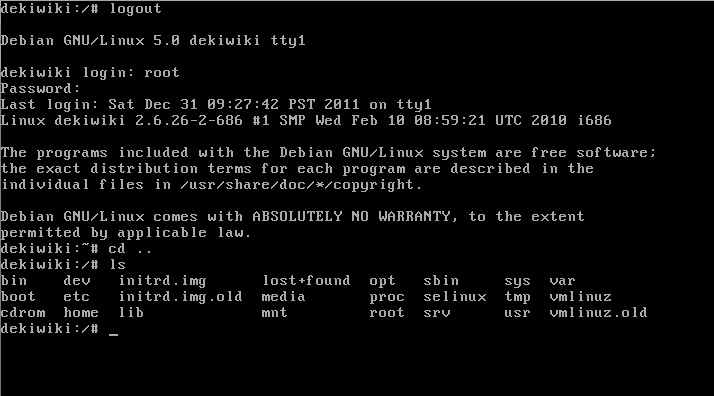 dekiwiki:/# logout
Debian GNU/Linux 5.0 dekiwiki tty1
dekiwiki login: root
Password:
Last login: Sat Dec 31 09:27:42 PST 2011 on tty1
Linux dekiwiki 2.6.26-2-686 #1 SMP Wed Feb 10 08:59:21 UTC 2010 i686
The programs included with the Debian GNU/Linux system are free software;
the exact distribution terms for each program are described in the
individual files in /usr/share/doc/*/copyright.
Debian GNU/Linux comes with ABSOLUTELY NO WARRANTY, to the extent
permitted by applicable law.
dekiwiki:~# cd ..
dekiwiki:/# ls
bin    dev   initrd.img      lost+found  opt   sbin     sys  var
boot   etc   initrd.img.old  media       proc  selinux  tmp  vmlinuz
cdrom  home  lib             mnt         root  srv      usr  vmlinuz.old
dekiwiki:/# _